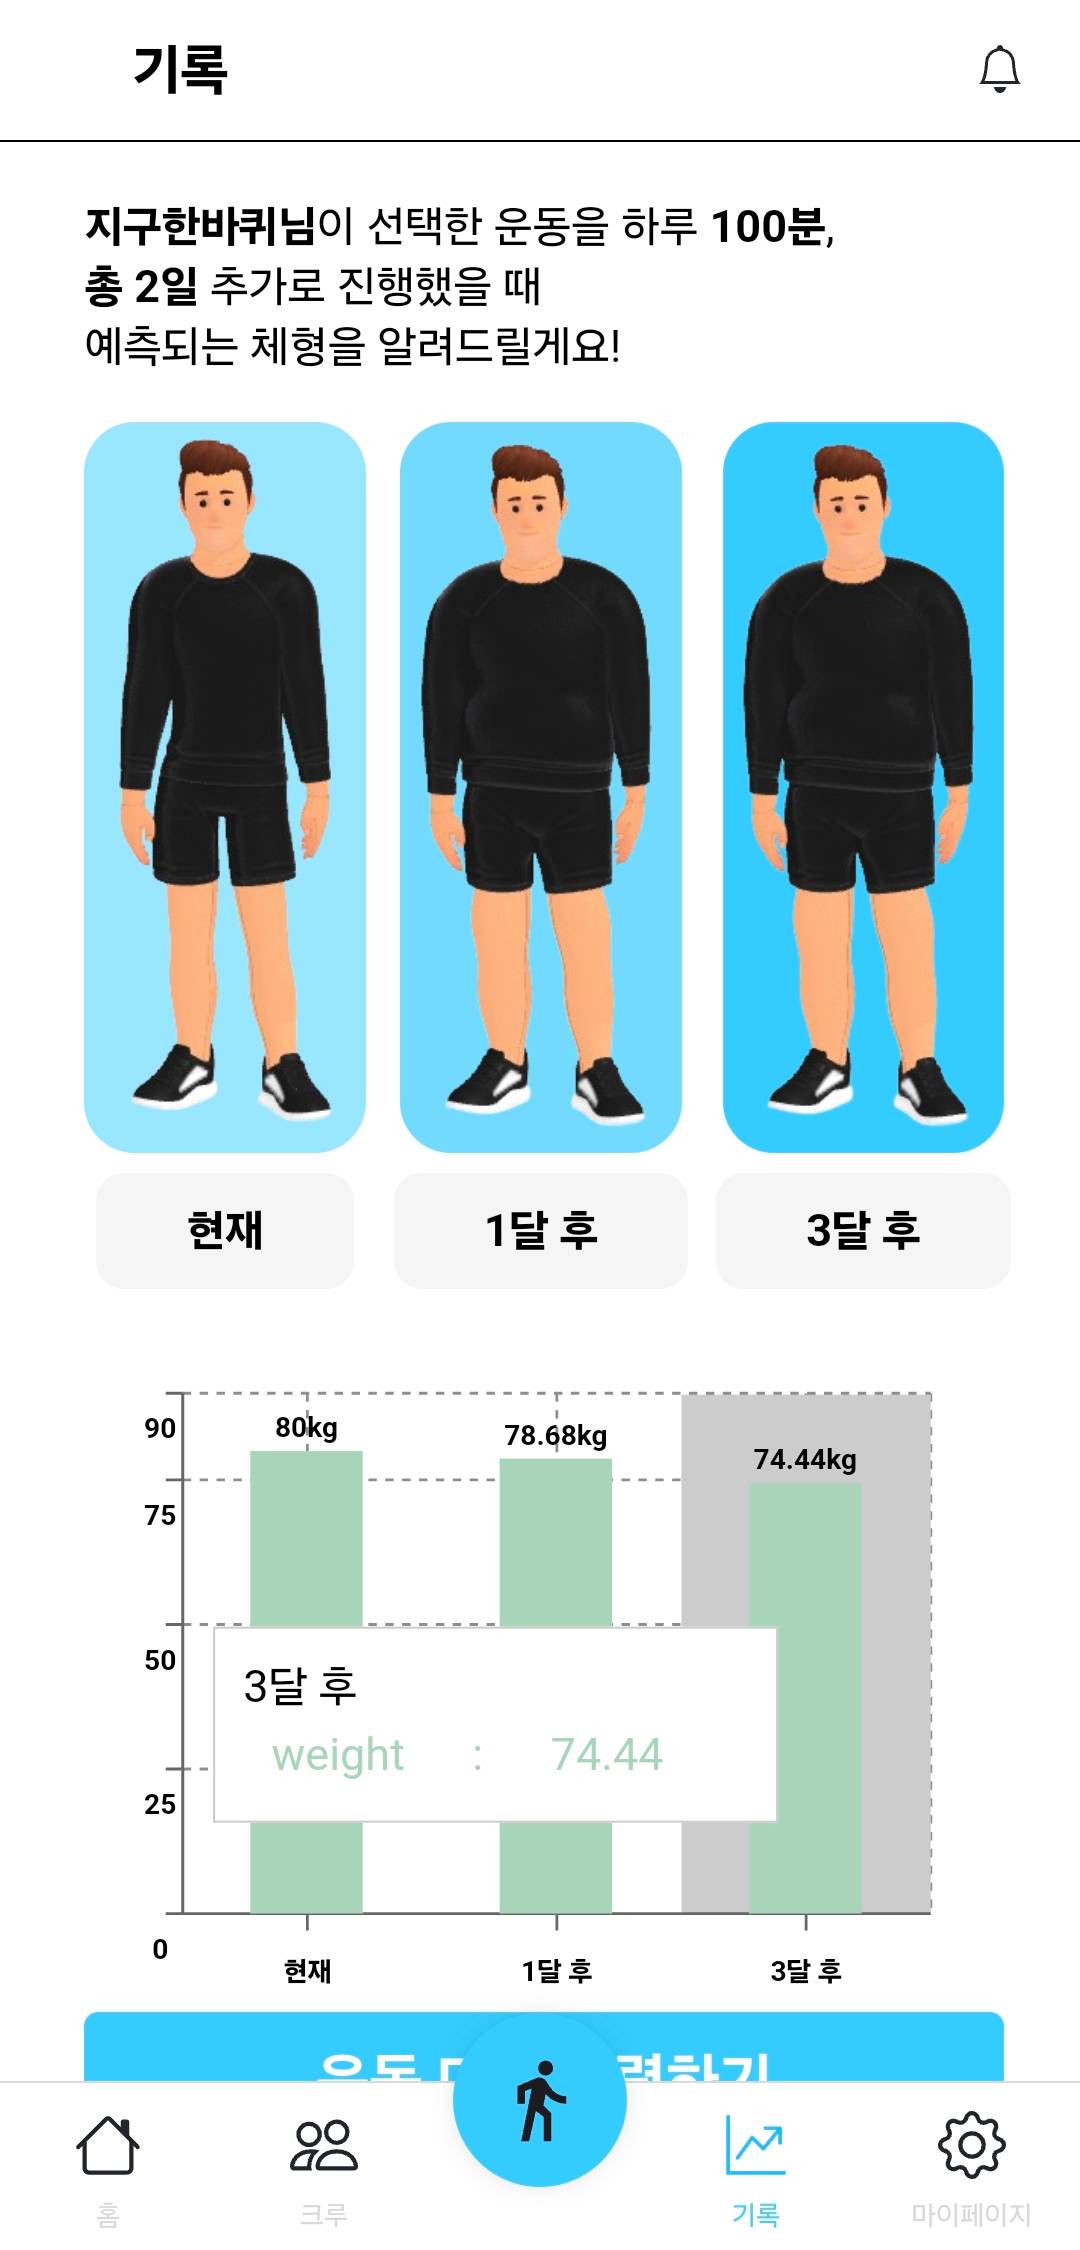 기록
지구한바퀴님이 선택한 운동을 하루 100분,
총 2일 추가로 진행했을 때
예측되는 체형을 알려드릴게요!
현재
1달 후
3달 후
90
75
50
25
0
80kg
78.68kg
74.44kg
3달 후
weight : 74.44
현재
1달 후
3달 후
홈
크루
기록
마이페이지